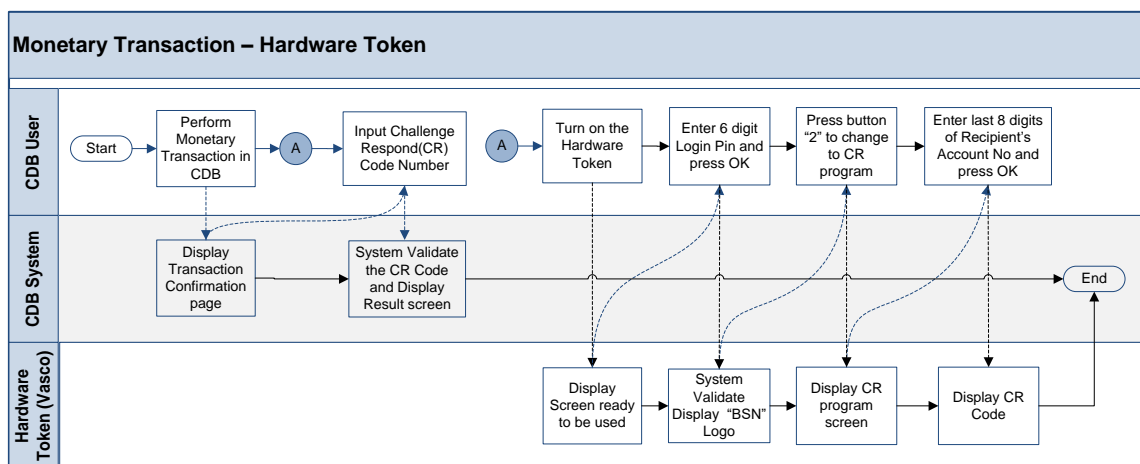 Monetary Transaction – Hardware Token
CDB User
Start
Perform
Monetary
Transaction in
CDB
A
Input Challenge
Respond(CR)
Code Number
A
Turn on the
Hardware
Token
Enter 6 digit
Login Pin and
press OK
Press button
“2” to change
to CR
program
Enter last 8 digits
of Recipient’s
Account No and
press OK
CDB System
Display
Transaction
Confirmation
page
System Validate
the CR Code
and Display
Result screen
End
Hardware
Token (Vasco)
Display
Screen ready
to be used
System
Validate
Display “BSN”
Logo
Display CR
program
screen
Display CR
Code